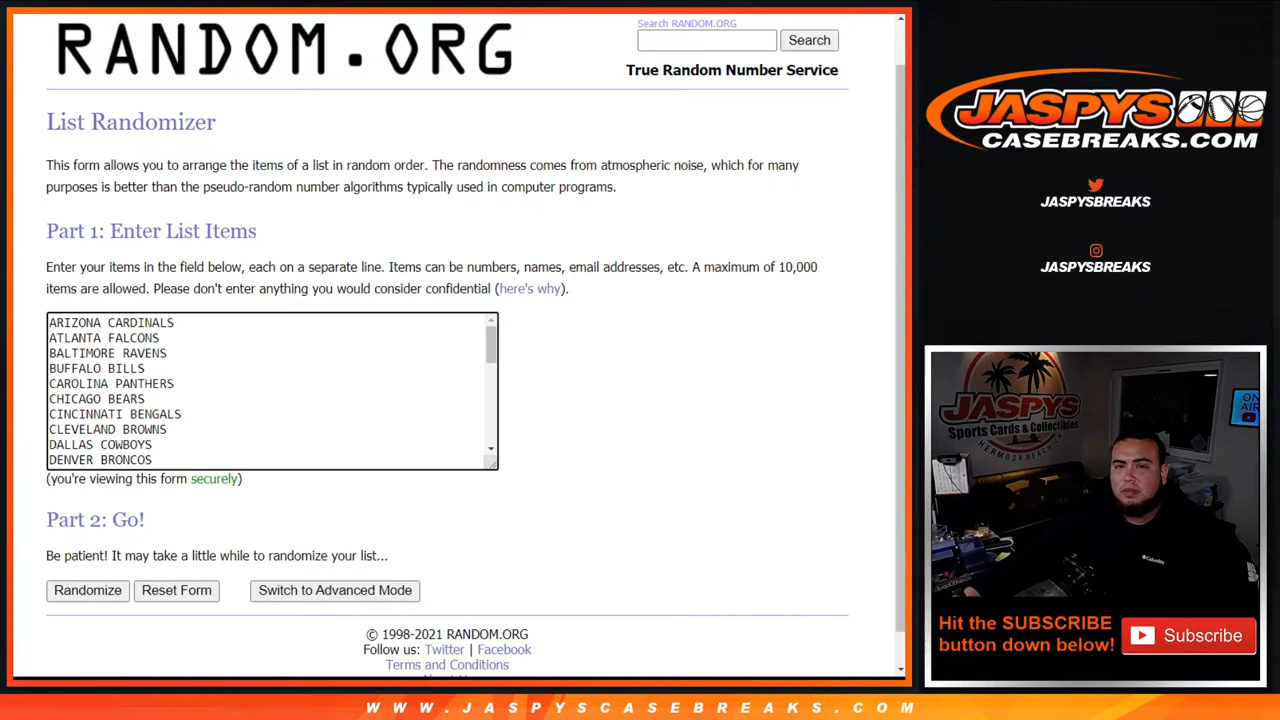 RANDOM.ORG
Search RANDOM.ORG
Search
True Random Number Service
List Randomizer
This form allows you to arrange the items of a list in random order. The randomness comes from atmospheric noise, which for many
purposes is better than the pseudo-random number algorithms typically used in computer programs.
Part 1: Enter List Items
Enter your items in the field below, each on a separate line. Items can be numbers, names, email addresses, etc. A maximum of 10,000
items are allowed. Please don't enter anything you would consider confidential (here's why).
ARIZONA CARDINALS
ATLANTA FALCONS
BALTIMORE RAVENS
BUFFALO BILLS
CAROLINA PANTHERS
CHICAGO BEARS
CINCINNATI BENGALS
CLEVELAND BROWNS
DALLAS COWBOYS
DENVER BRONCOS
(you're viewing this form securely)
Part 2: Go!
Be patient! It may take a little while to randomize your list...
Randomize
Reset Form
Switch to Advanced Mode
© 1998-2021 RANDOM.ORG
Follow us: Twitter | Facebook
Terms and Conditions
JASPYS
CASEBREAKS.COM
JASPYSBREAKS
JASPYSBREAKS
JASPYS
Sports Cards & Collectibles
HERMOSA BEACH
ON
AIR
Columbia
Hit the SUBSCRIBE
button down below!
Subscribe
WWW.JASPYSCASEBREAKS.COM